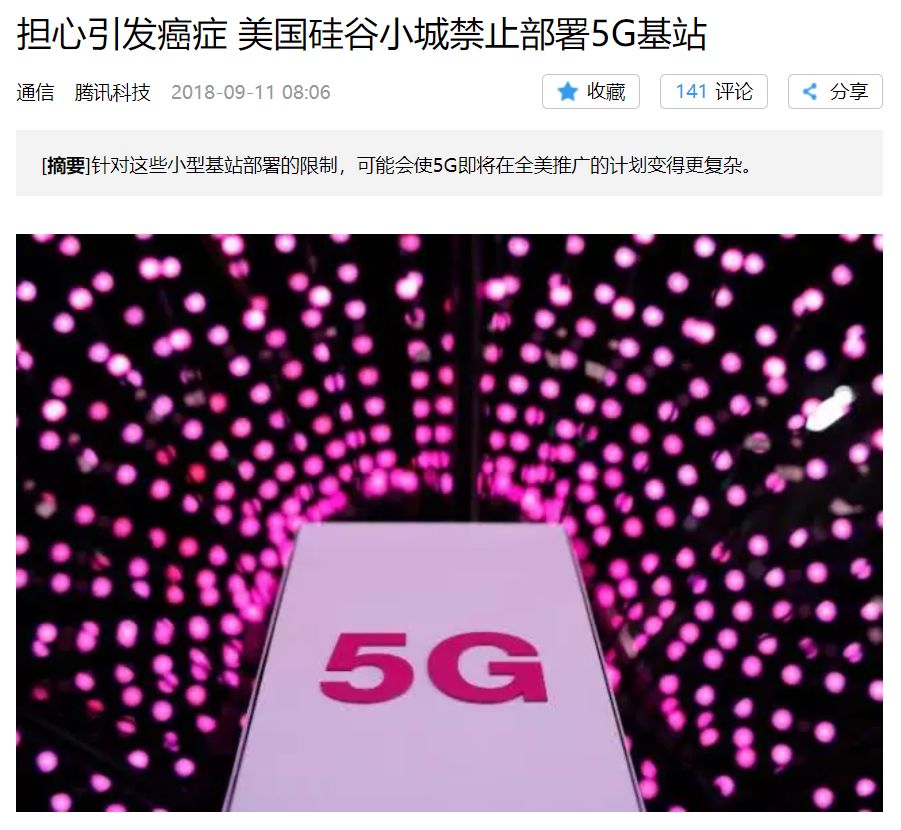 担心引发癌症 美国硅谷小城禁止部署5G基站
通信 腾讯科技 2018-09-11 08:06 收藏 141 评论 分享
[摘要]针对这些小型基站部署的限制，可能会使5G即将在全美推广的计划变得更复杂。
5G